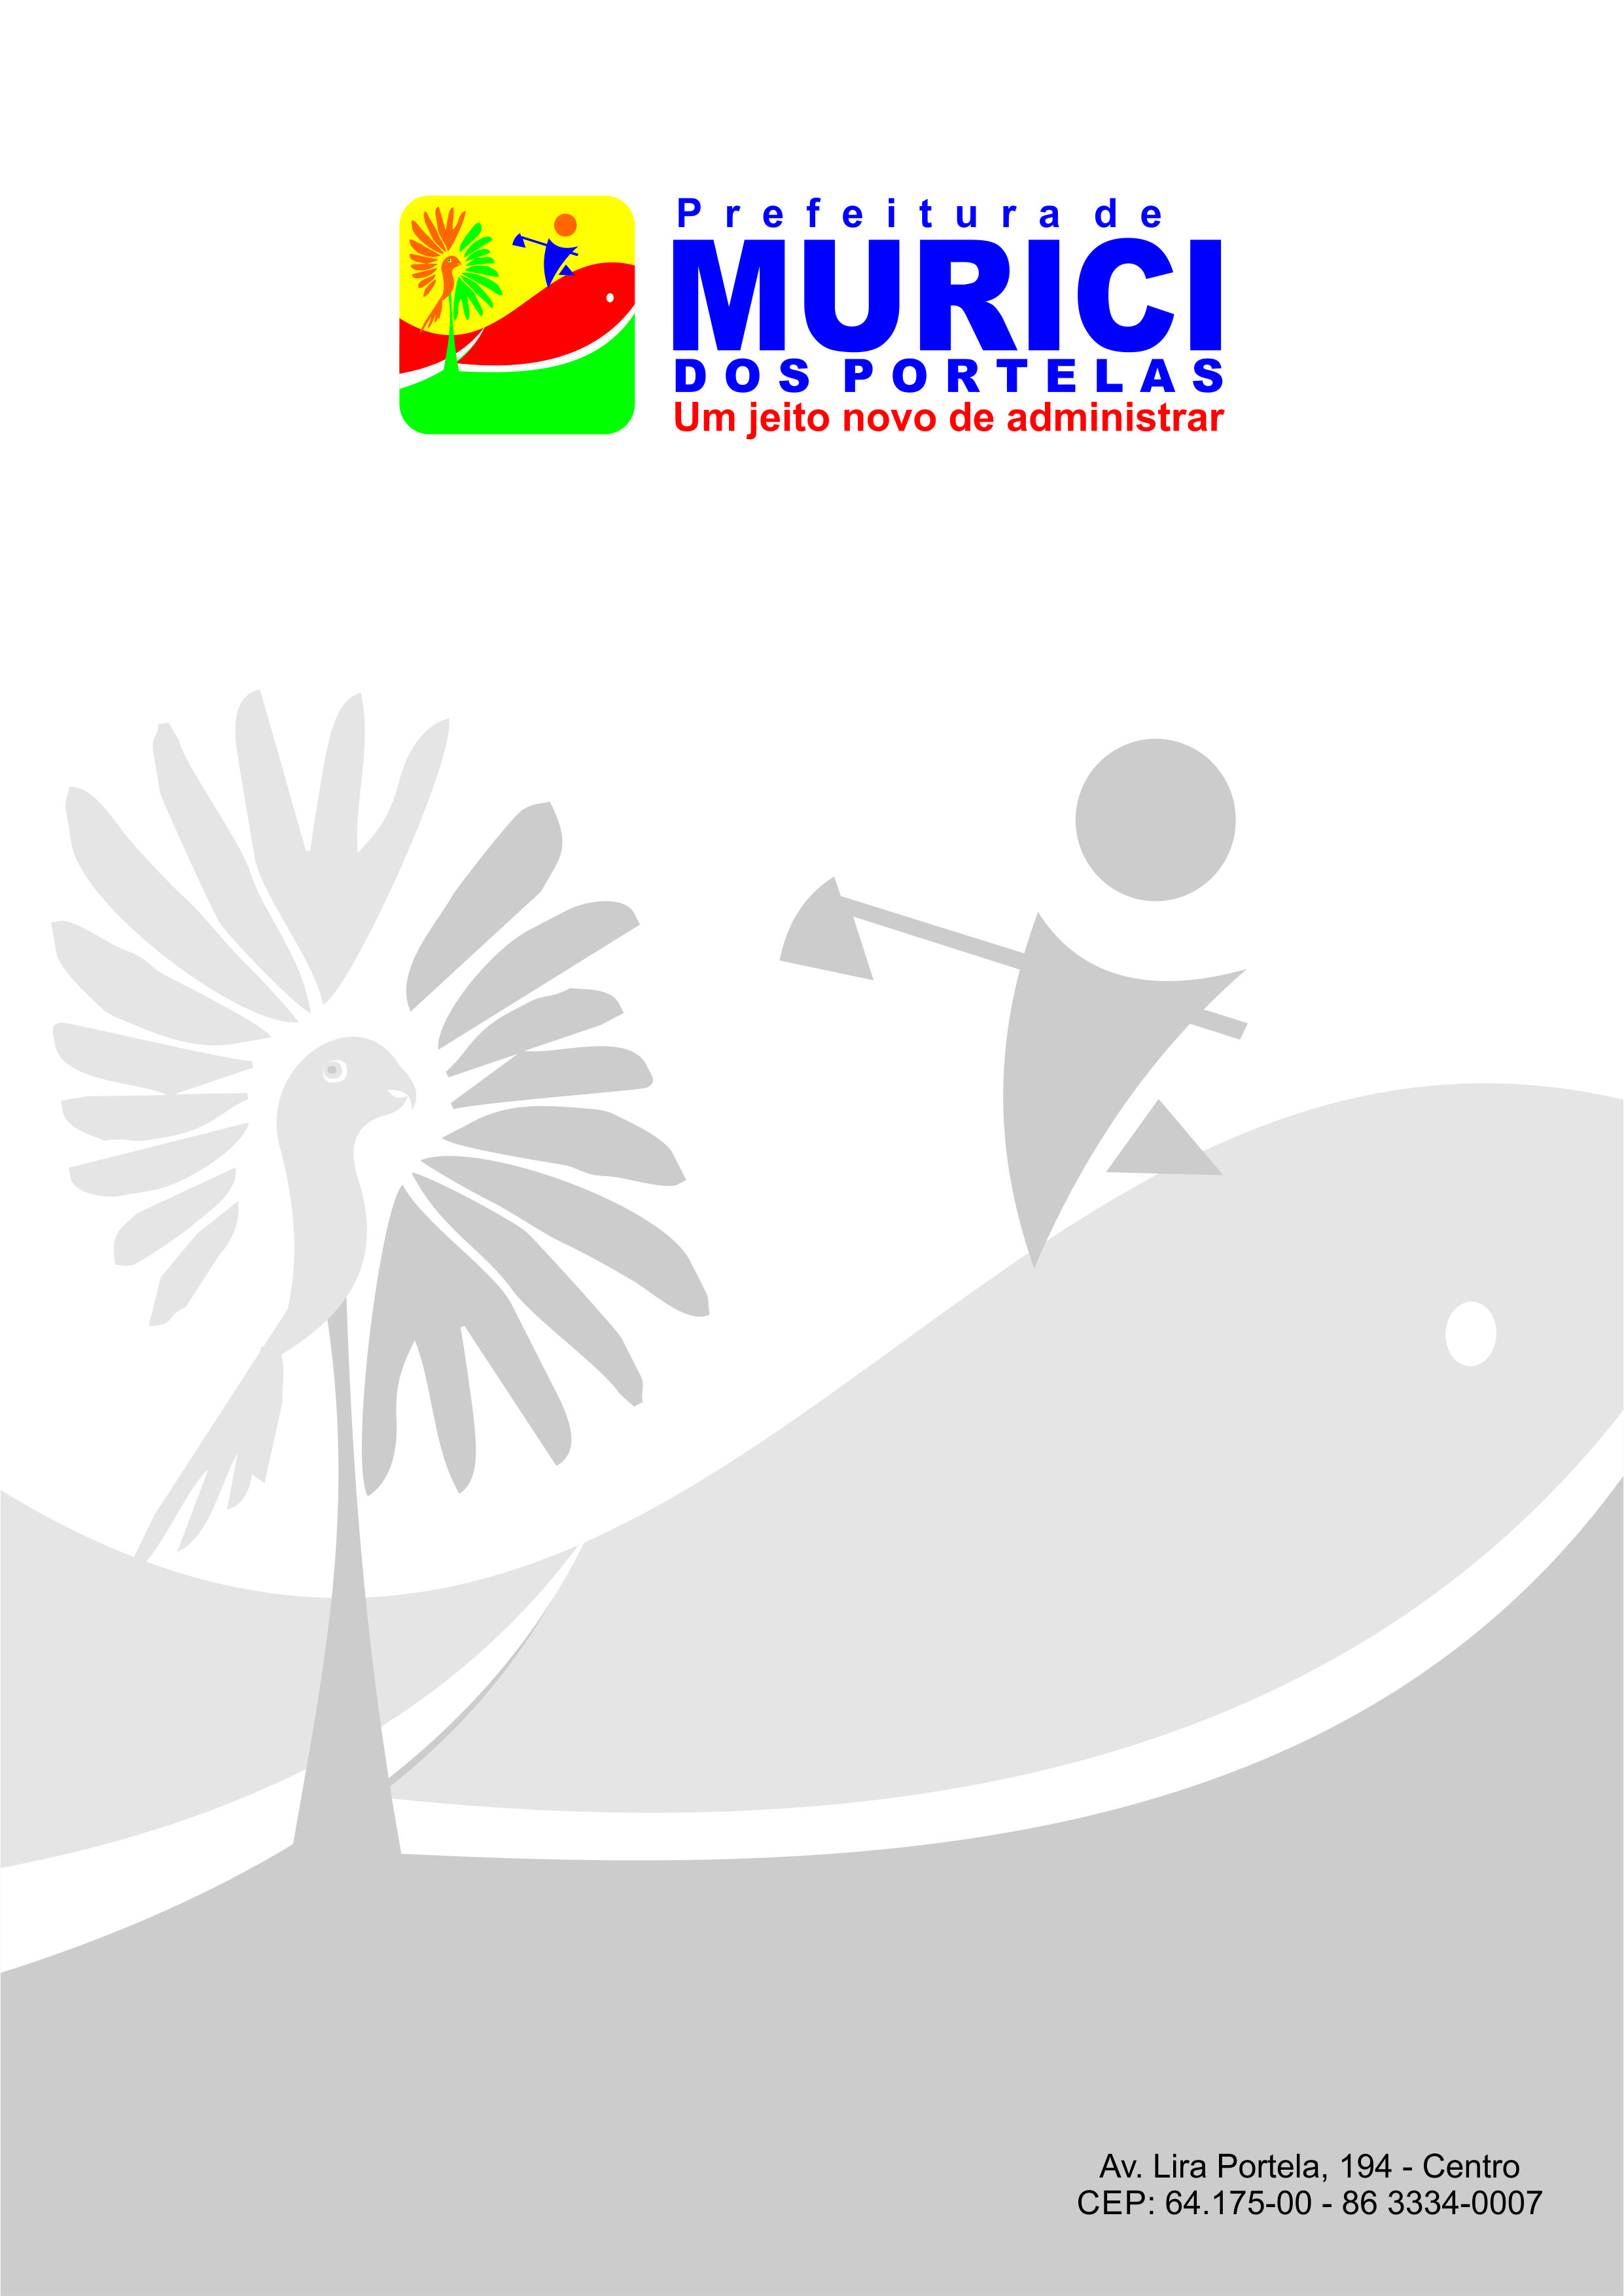 Prefeitura de
MURICI
DOS PORTELAS
Um jeito novo de administrar
Av. Lira Portela, 194 - Centro
CEP: 64.175-00 - 86 3334-0007